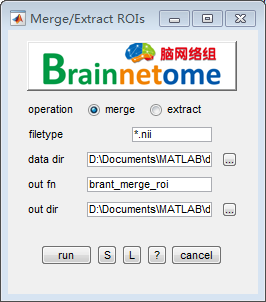 Merge/Extract ROIs
脑网络组
Brainnetome
operation merge extract
filetype *.nii
data dir D:\Documents\MATLAB\d ...
out fn brant_merge_roi
out dir D:\Documents\MATLAB\d ...
run S L ? cancel